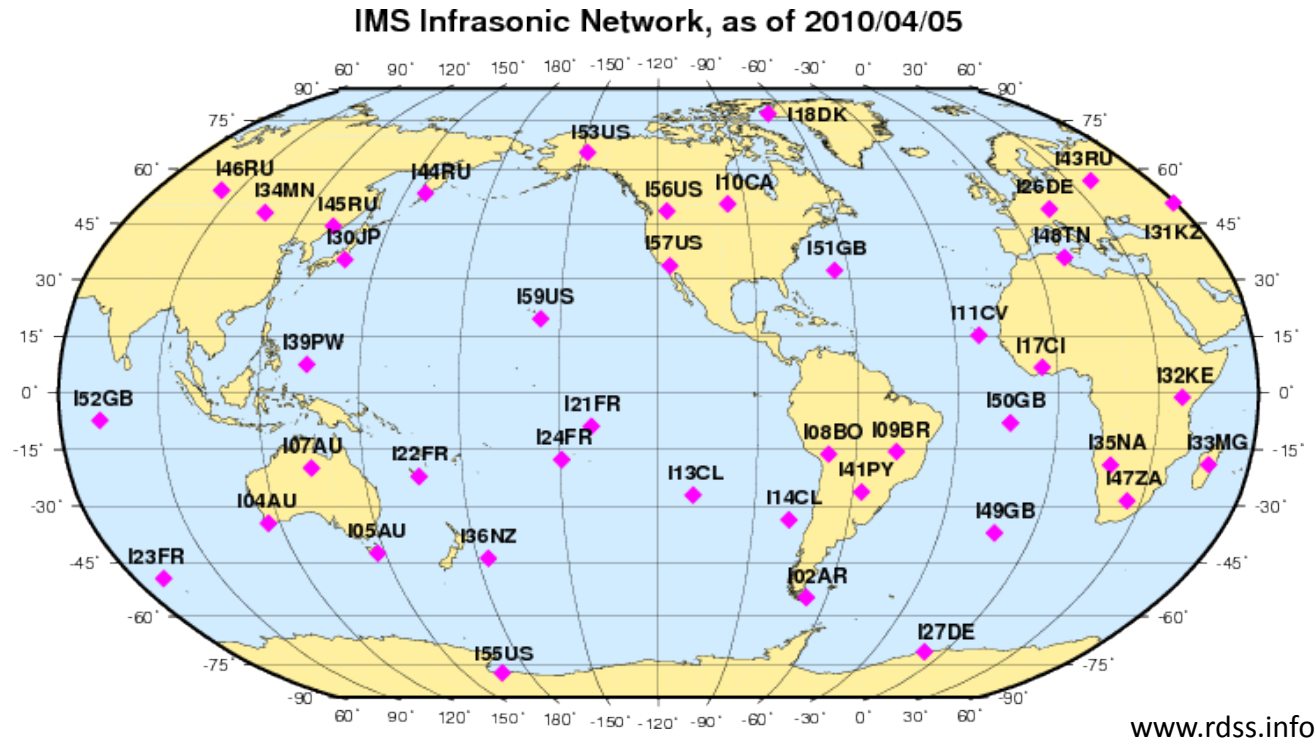 IMS Infrasonic Network, as of 2010/04/05
60° 90° 120° 150° 180° -150° -120° -90° -60° -30° 0° 30° 60°
90° 90°
75° I18DK 75°
I53US
I43RU
60° I46RU I44RU 60°
I34MN I56US I10CA I26DE
I45RU
45° I31KZ 45°
I30JP I57US I51GB I48TN
30° 30°
I59US
I11CV
15° I39PW I17CI 15°
I32KE
0° I52GB I21FR I50GB 0°
I24FR I08BO I09BR I35NA I33MG
-15° I07AU I22FR -15°
I41PY I47ZA
I13CL
I04AU I14CL
-30° I49GB -30°
I05AU I36NZ
-45° I23FR -45°
I02AR
-60° -60°
I27DE
I55US
-75° -75°
-90° -90°
60° 90° 120° 150° 180° -150° -120° -90° -60° -30° 0° 30° 60°
www.rdss.info